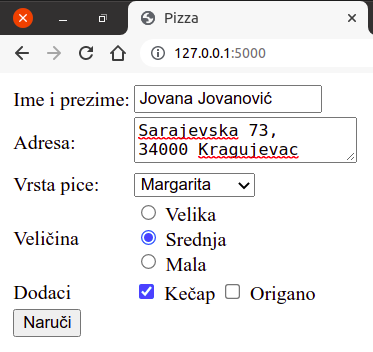 Pizza
127.0.0.1:5000
Ime i prezime: Jovana Jovanović
Adresa: Sarajevska 73,
34000 Kragujevac
Vrsta pice: Margarita
Velika
Veličina Srednja
Mala
Dodaci Kečap Origano
Naruči